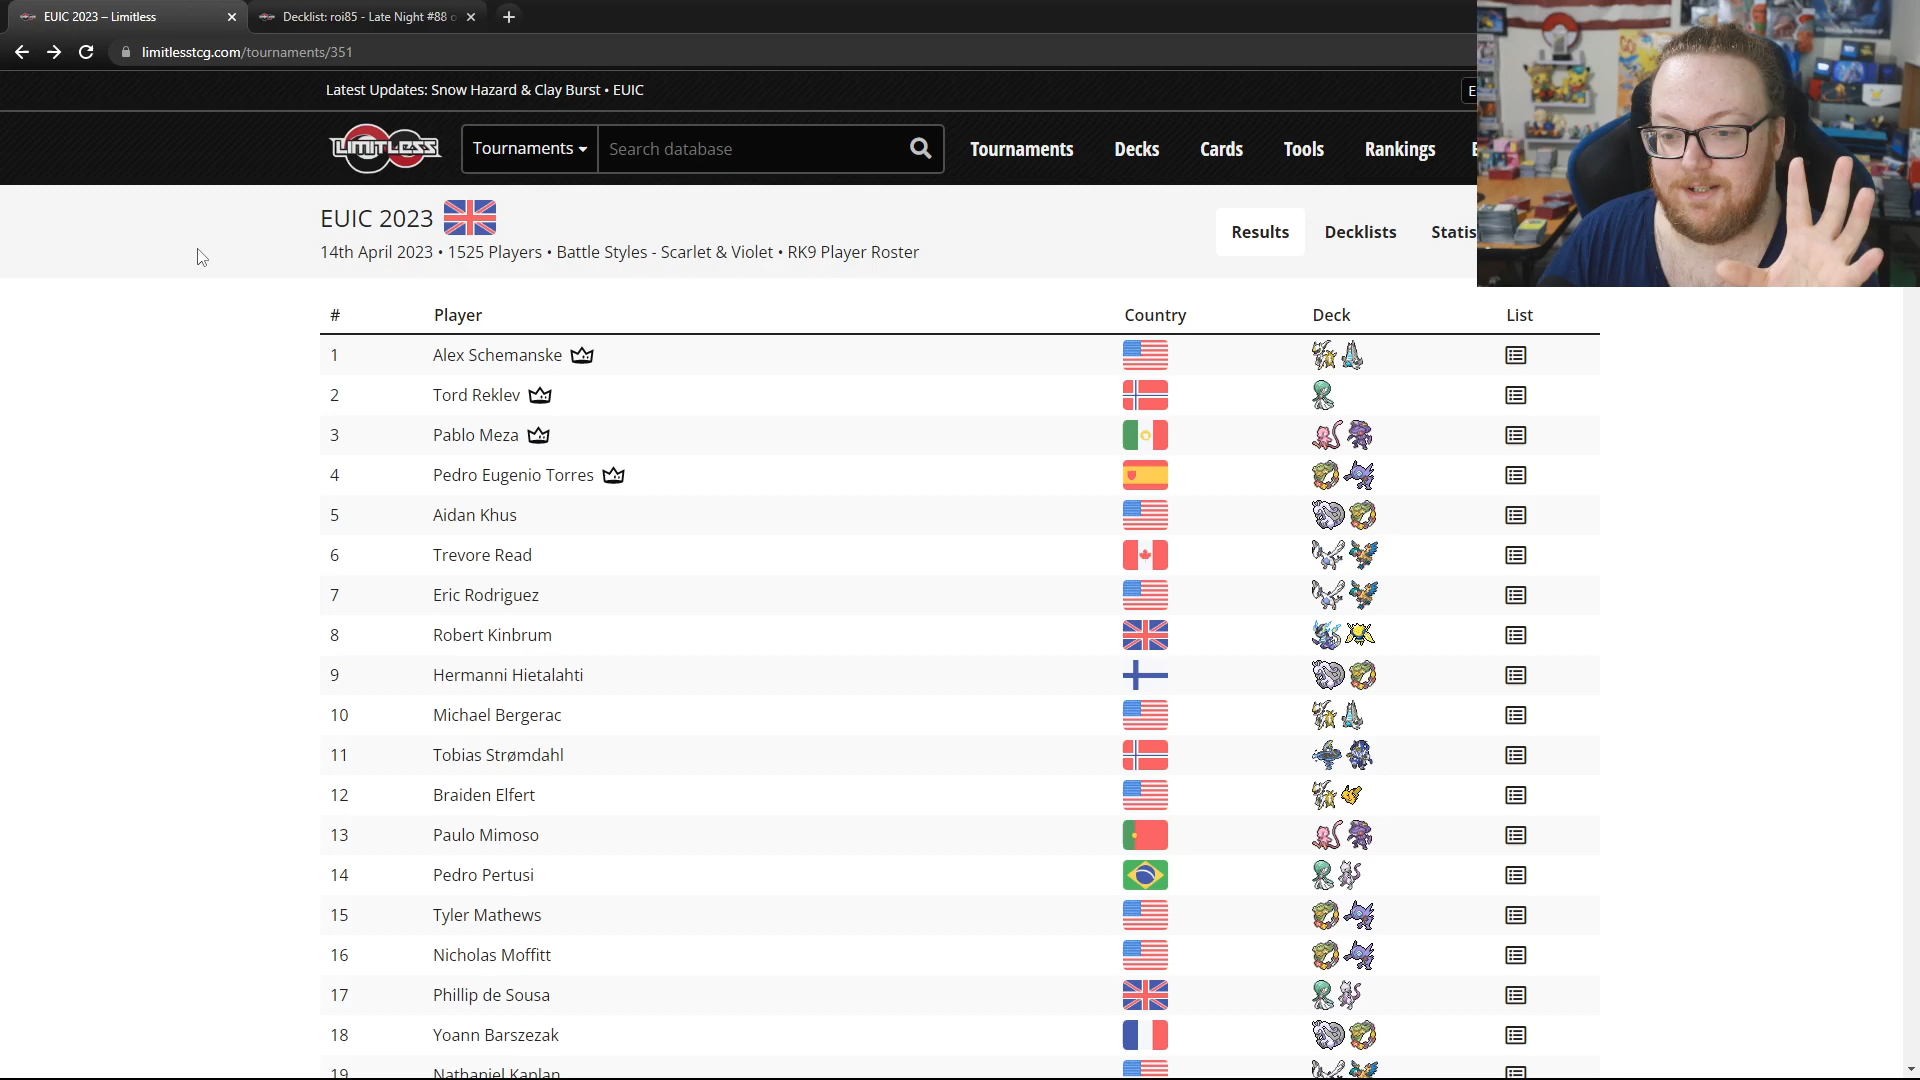 EUIC 2023 – Limitless
Decklist: roi85 - Late Night #88 o
limitlesstcg.com/tournaments/351
Latest Updates: Snow Hazard & Clay Burst • EUIC
E
LIMITLESS
Tournaments
Search database
Tournaments Decks Cards Tools Rankings E
EUIC 2023
14th April 2023 • 1525 Players • Battle Styles - Scarlet & Violet • RK9 Player Roster
Results Decklists Statis
# Player Country Deck List
1 Alex Schemanske
2 Tord Reklev
3 Pablo Meza
4 Pedro Eugenio Torres
5 Aidan Khus
6 Trevore Read
7 Eric Rodriguez
8 Robert Kinbrum
9 Hermanni Hietalahti
10 Michael Bergerac
11 Tobias Strømdahl
12 Braiden Elfert
13 Paulo Mimoso
14 Pedro Pertusi
15 Tyler Mathews
16 Nicholas Moffitt
17 Phillip de Sousa
18 Yoann Barszezak
19 Nathaniel Kaplan